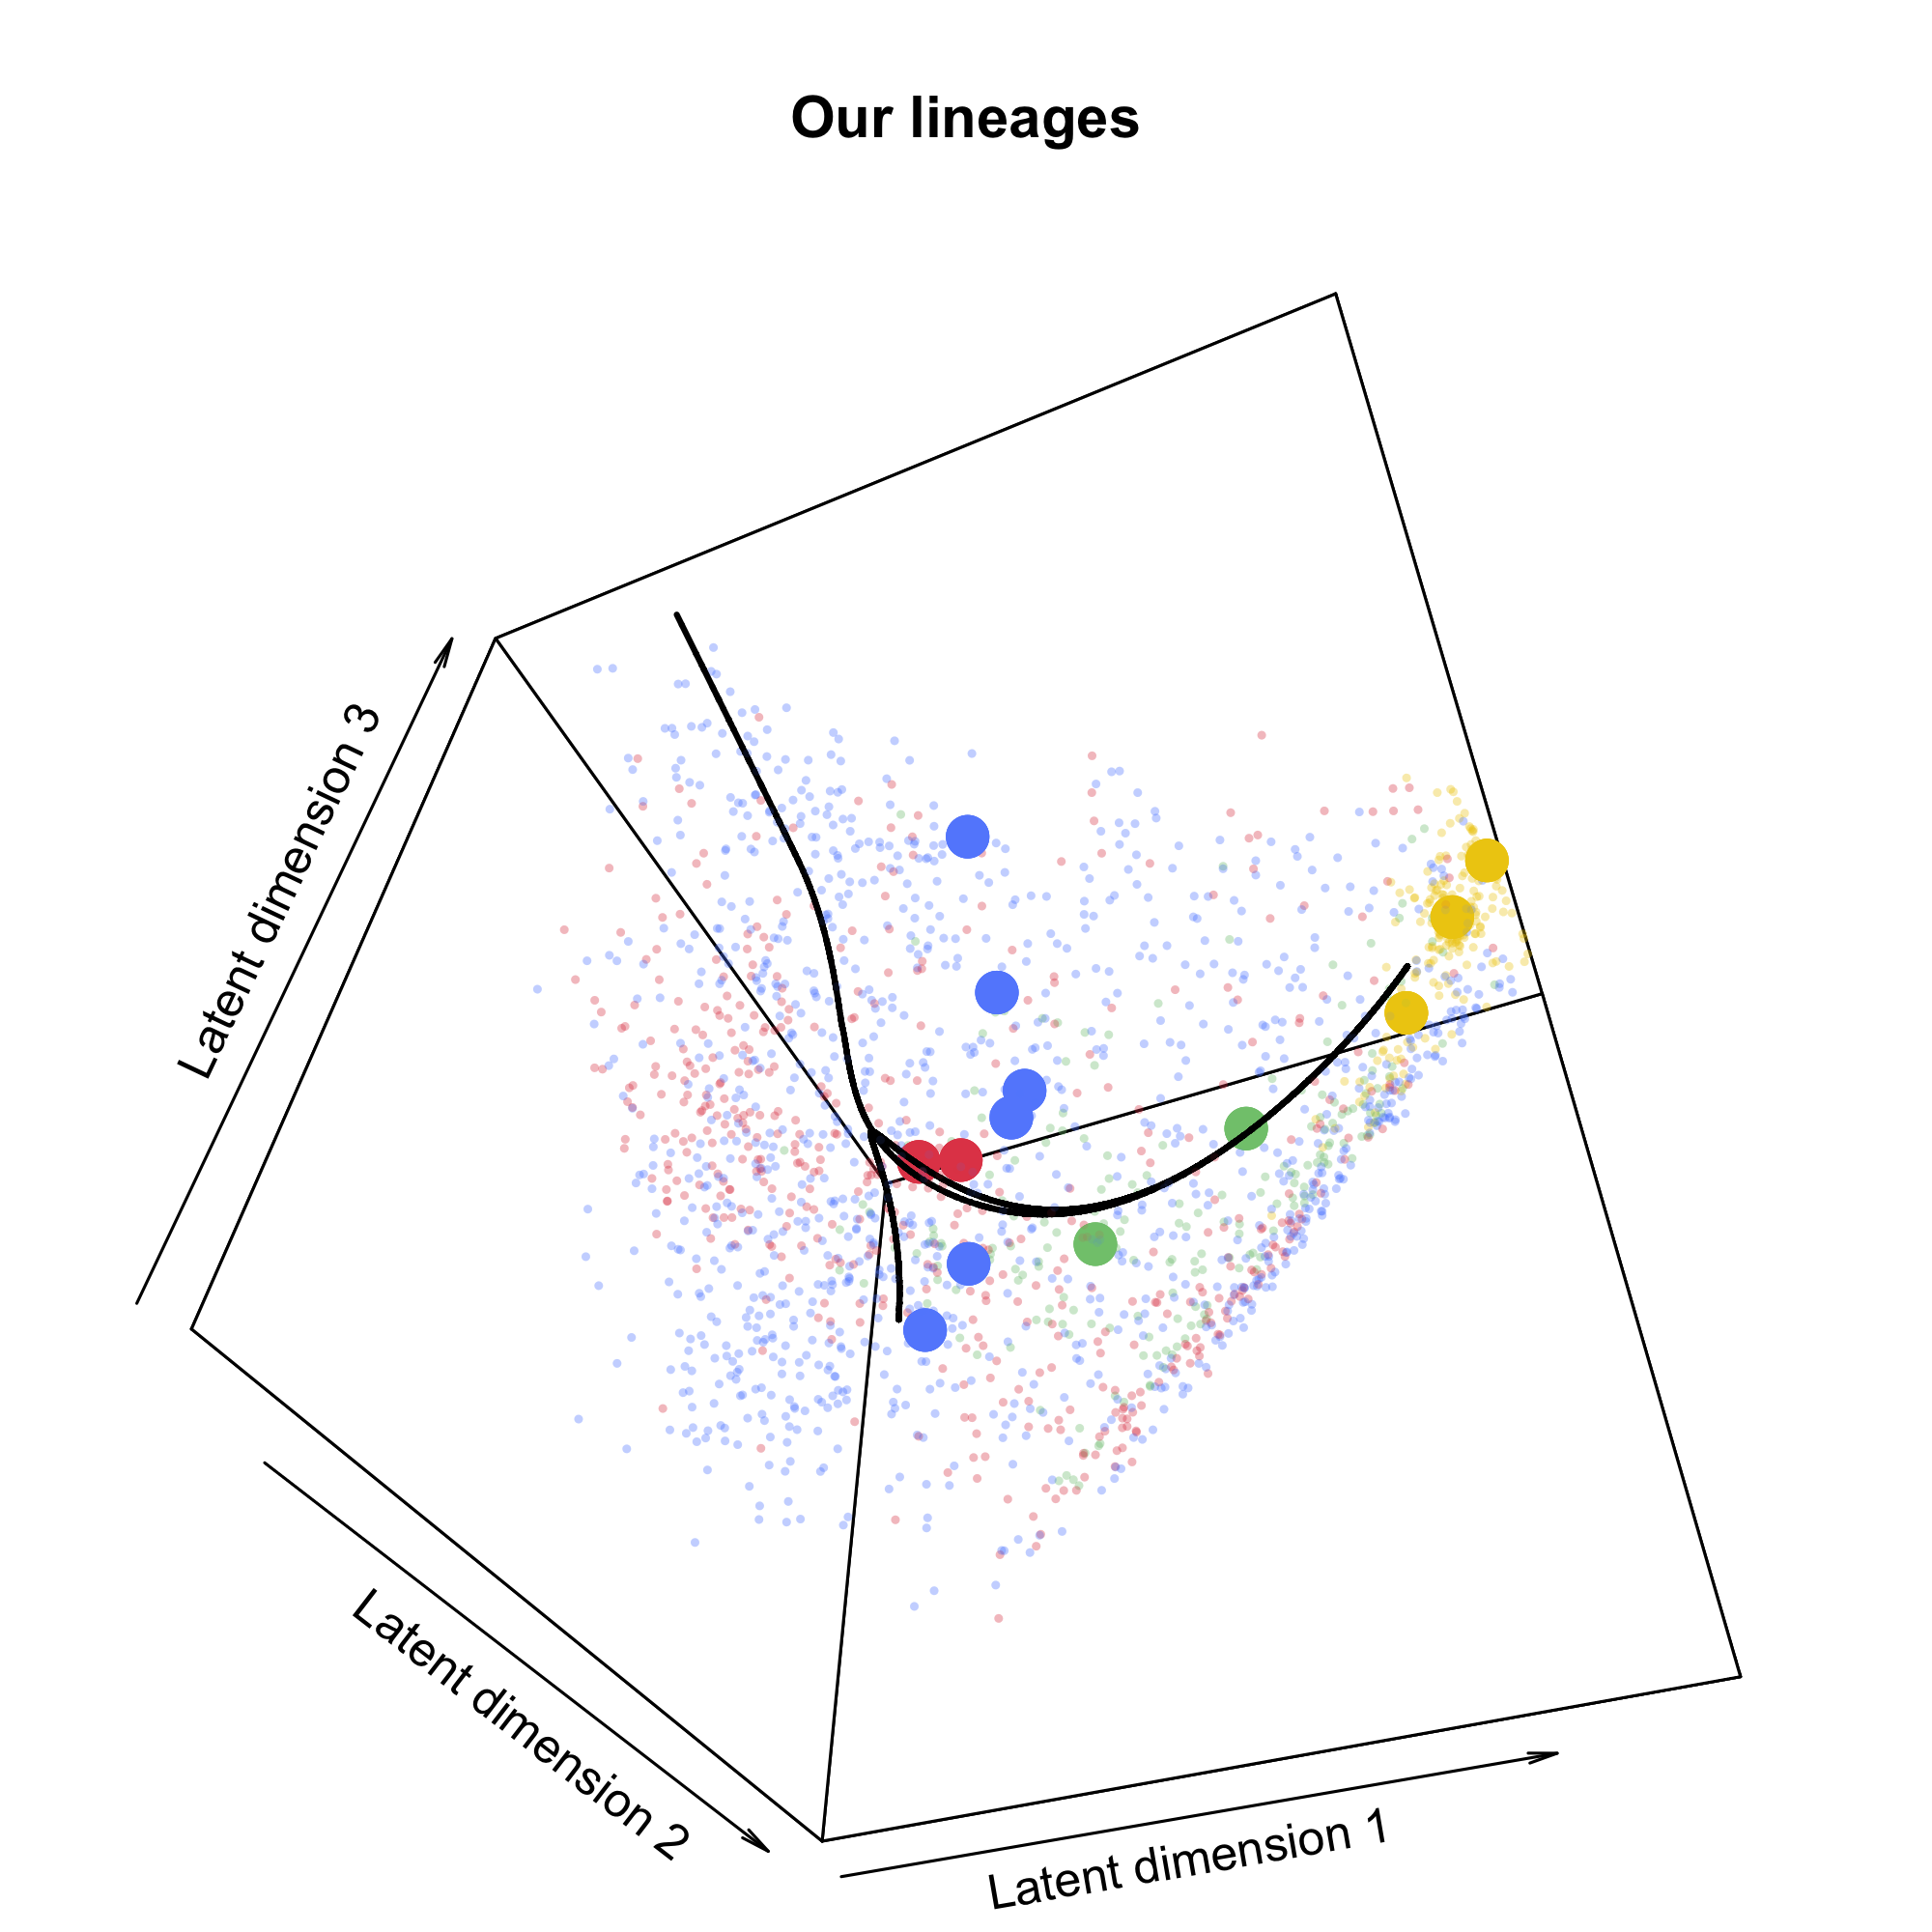 Our lineages
Latent dimension 3
Latent dimension 2
Latent dimension 1